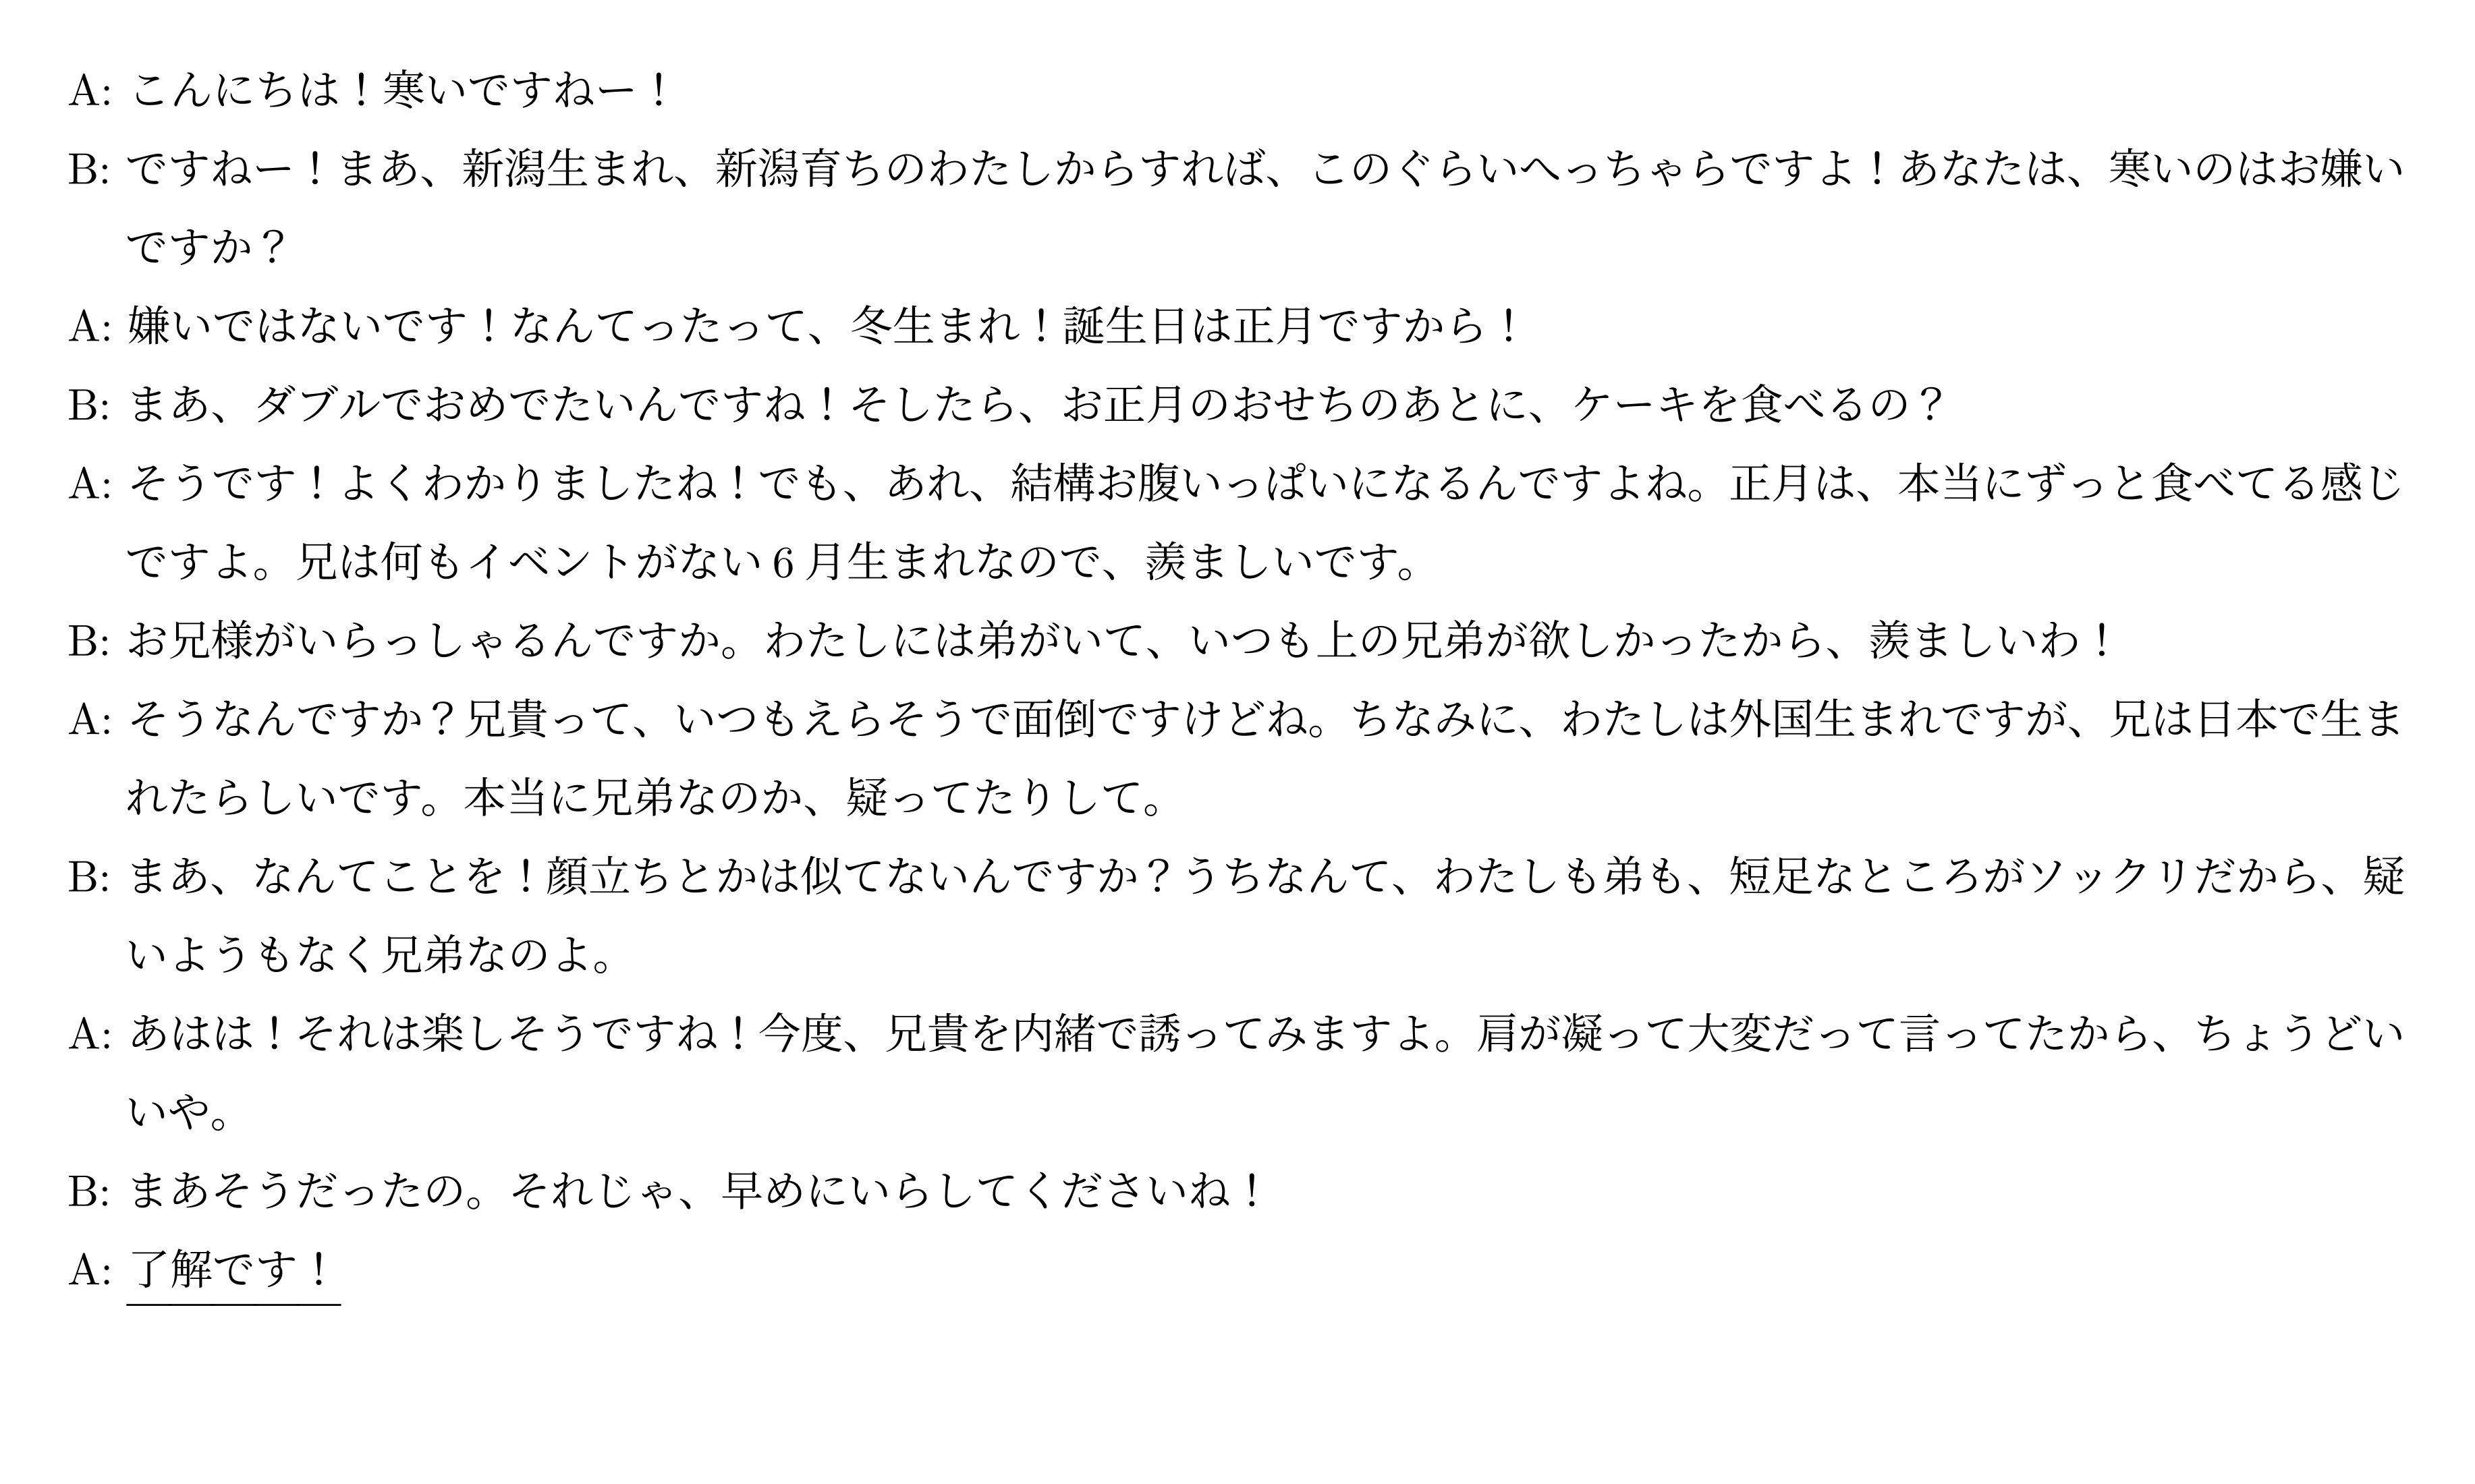 A: こんにちは！寒いですねー！
B: ですねー！まあ、新潟生まれ、新潟育ちのわたしからすれば、このぐらいへっちゃらですよ！あなたは、寒いのはお嫌い
ですか？
A: 嫌いではないです！なんてったって、冬生まれ！誕生日は正月ですから！
B: まあ、ダブルでおめでたいんですね！そしたら、お正月のおせちのあとに、ケーキを食べるの？
A: そうです！よくわかりましたね！でも、あれ、結構お腹いっぱいになるんですよね。正月は、本当にずっと食べてる感じ
ですよ。兄は何もイベントがない 6 月生まれなので、羨ましいです。
B: お兄様がいらっしゃるんですか。わたしには弟がいて、いつも上の兄弟が欲しかったから、羨ましいわ！
A: そうなんですか？兄貴って、いつもえらそうで面倒ですけどね。ちなみに、わたしは外国生まれですが、兄は日本で生ま
れたらしいです。本当に兄弟なのか、疑ってたりして。
B: まあ、なんてことを！顔立ちとかは似てないんですか？うちなんて、わたしも弟も、短足なところがソックリだから、疑
いようもなく兄弟なのよ。
A: あはは！それは楽しそうですね！今度、兄貴を内緒で誘ってみますよ。肩が凝って大変だって言ってたから、ちょうどい
いや。
B: まあそうだったの。それじゃ、早めにいらしてくださいね！
A: 了解です！